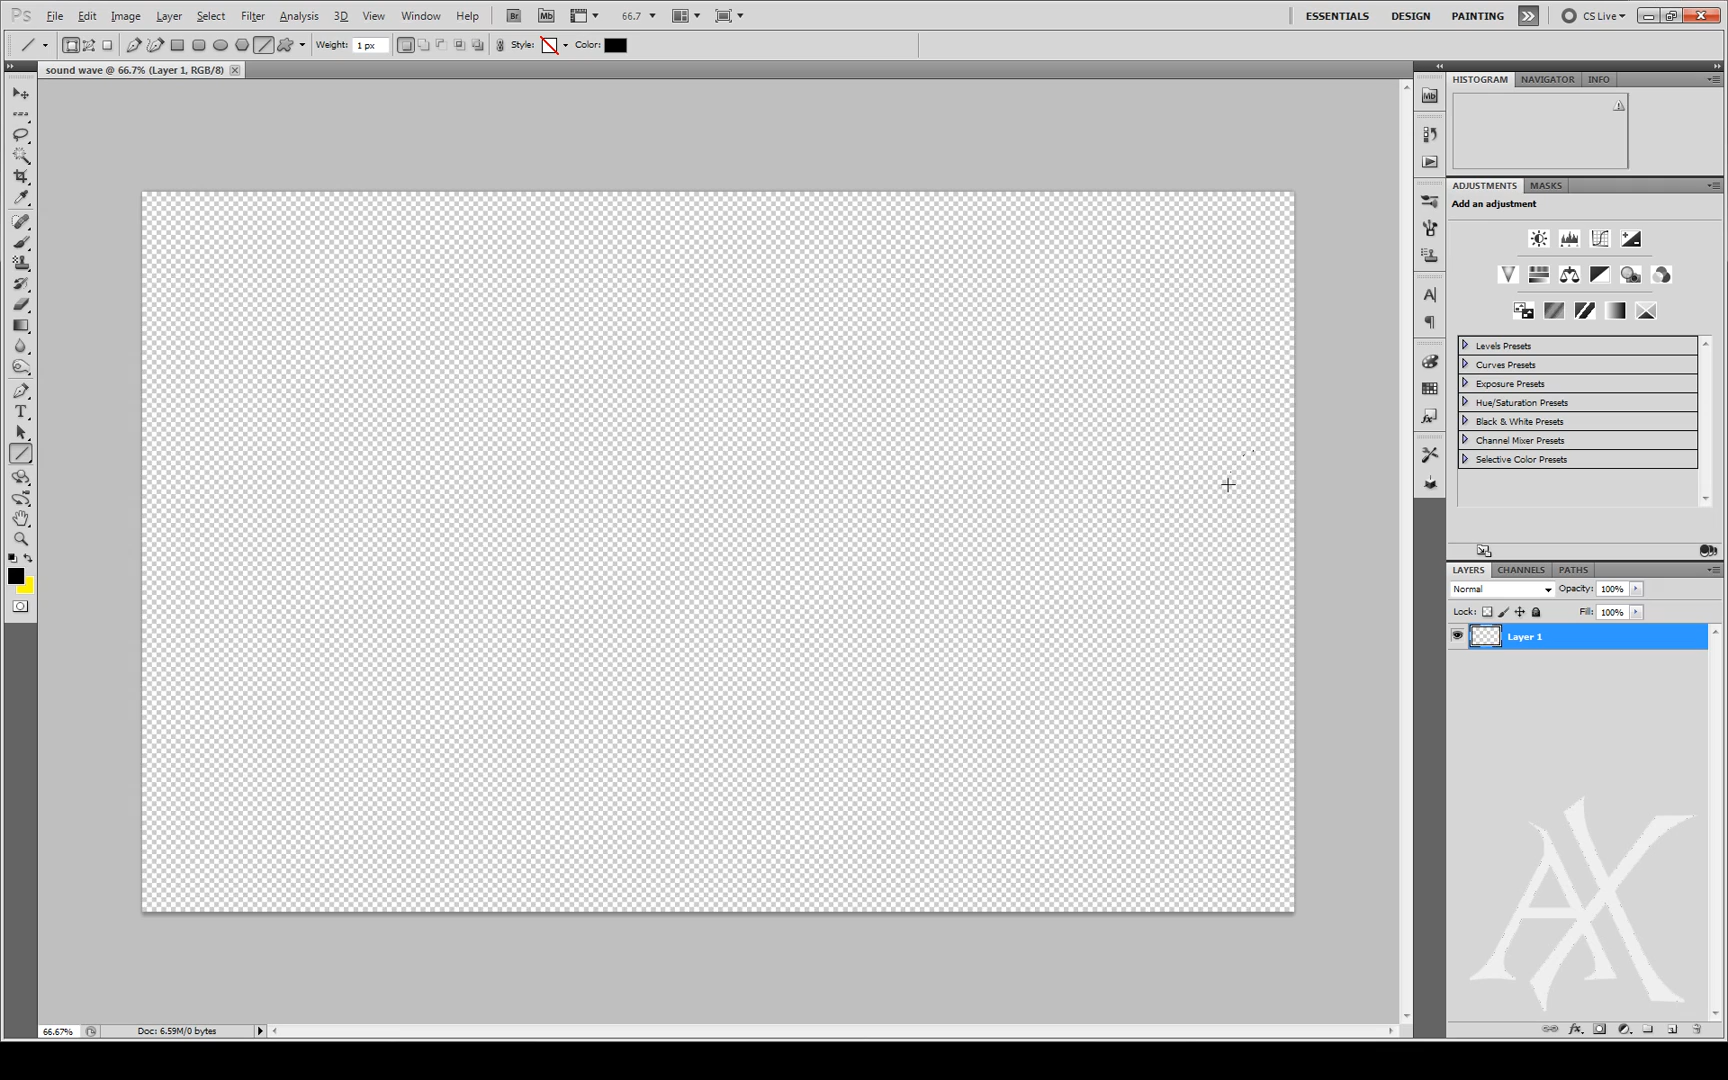 Ps File Edit Image Layer Select Filter Analysis 3D View Window Help Br Mb 66.7 ESSENTIALS DESIGN PAINTING CS Live
Weight: 1 px Style: Color:
sound wave @ 66.7% (Layer 1, RGB/8)
HISTOGRAM NAVIGATOR INFO
Mb
ADJUSTMENTS MASKS
Add an adjustment
A
Levels Presets
Curves Presets
Exposure Presets
Hue/Saturation Presets
Black & White Presets
Channel Mixer Presets
Selective Color Presets
T
LAYERS CHANNELS PATHS
Normal Opacity: 100%
Lock: Fill: 100%
Layer 1
AX
66.67% Doc: 6.59M/0 bytes
fx